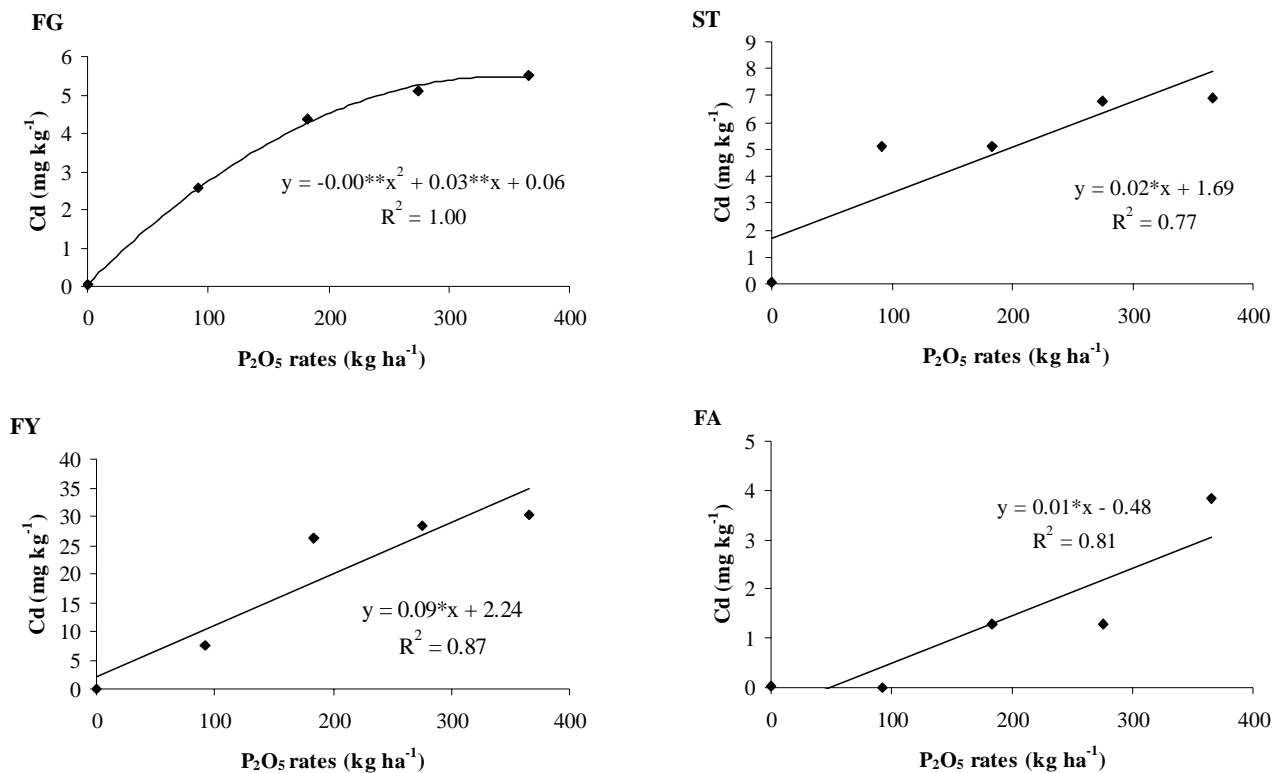 FG
6
5
4
3
2
1
0
Cd (mg kg⁻¹)
y = -0.00**x² + 0.03**x + 0.06
R² = 1.00
0 100 200 300 400
P₂O₅ rates (kg ha⁻¹)
ST
9
8
7
6
5
4
3
2
1
0
Cd (mg kg⁻¹)
y = 0.02*x + 1.69
R² = 0.77
0 100 200 300 400
P₂O₅ rates (kg ha⁻¹)
FY
40
35
30
25
20
15
10
5
0
Cd (mg kg⁻¹)
y = 0.09*x + 2.24
R² = 0.87
0 100 200 300 400
P₂O₅ rates (kg ha⁻¹)
FA
5
4
3
2
1
0
Cd (mg kg⁻¹)
y = 0.01*x - 0.48
R² = 0.81
0 100 200 300 400
P₂O₅ rates (kg ha⁻¹)